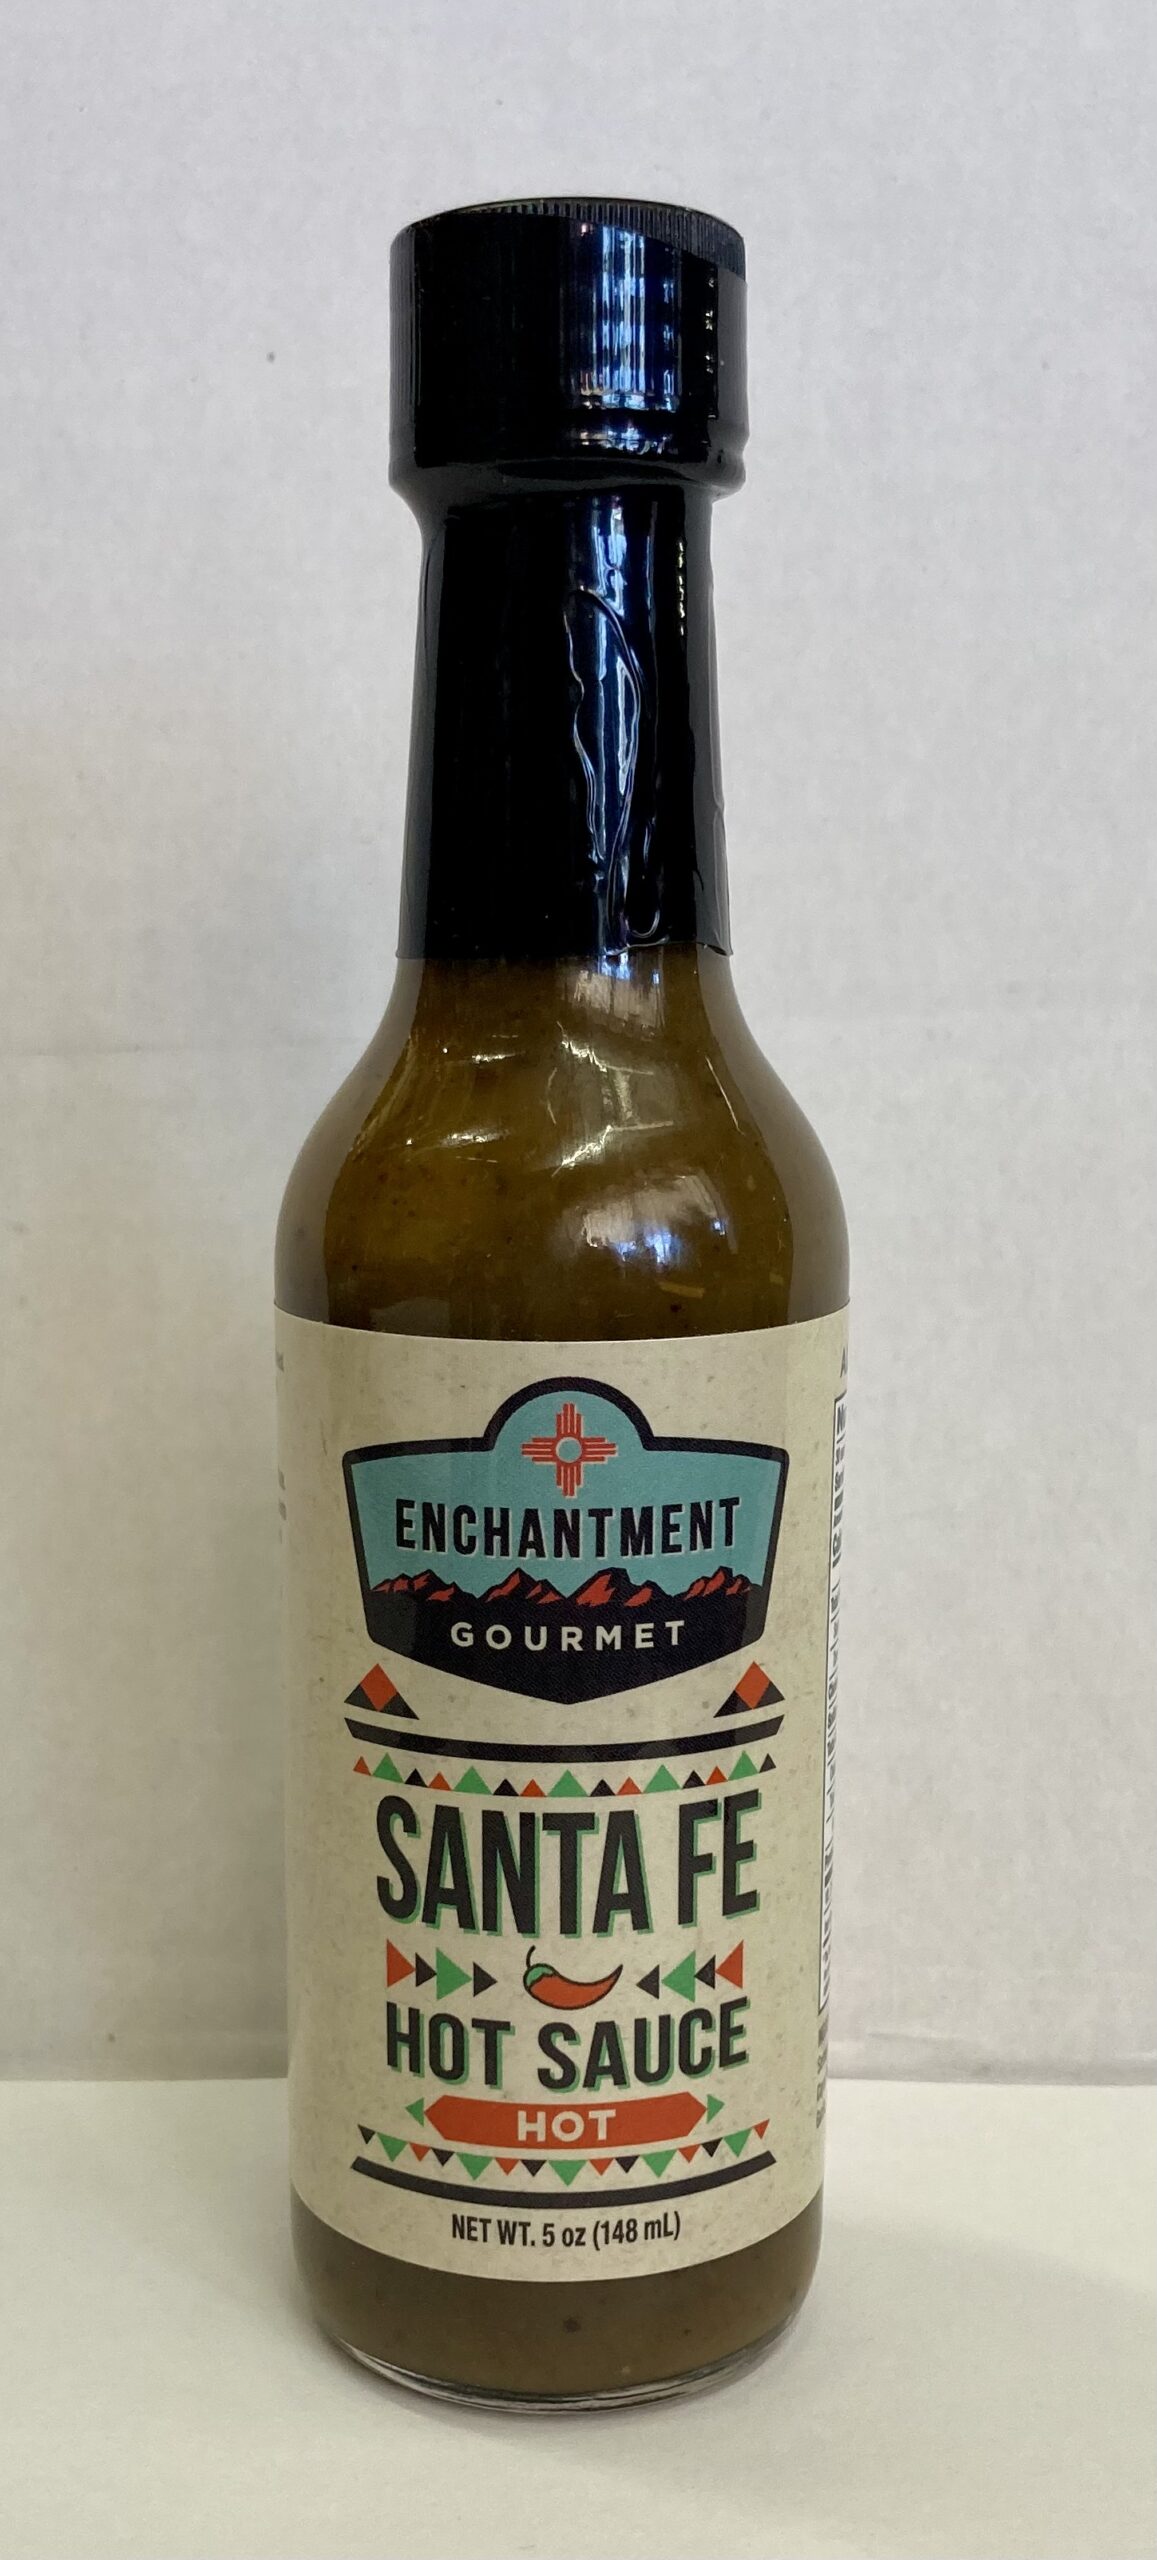 ENCHANTMENT
GOURMET
SANTA FE
HOT SAUCE
HOT
NET WT. 5 oz (148 mL)